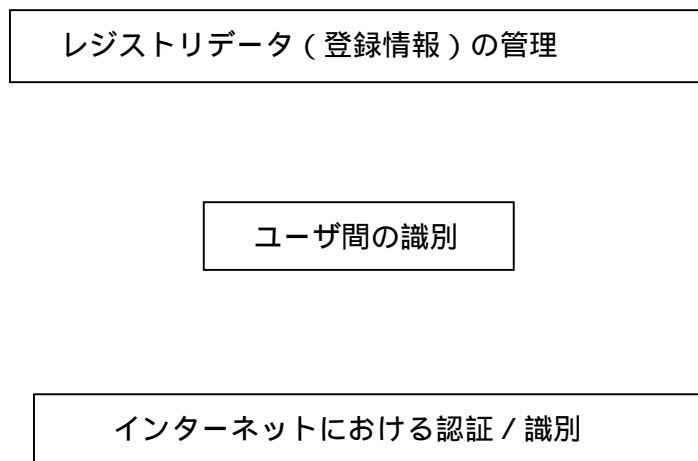 レジストリデータ ( 登録情報 ) の管理
ユーザ間の識別
インターネットにおける認証 / 識別